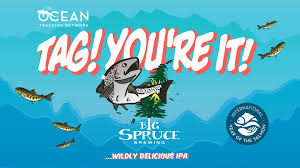 OCEAN
TRACKING NETWORK
TAG! YOU'RE IT!
BIG
SPRUCE
BREWING
INTERNATIONAL
YEAR OF THE SALMON
...WILDLY DELICIOUS IPA